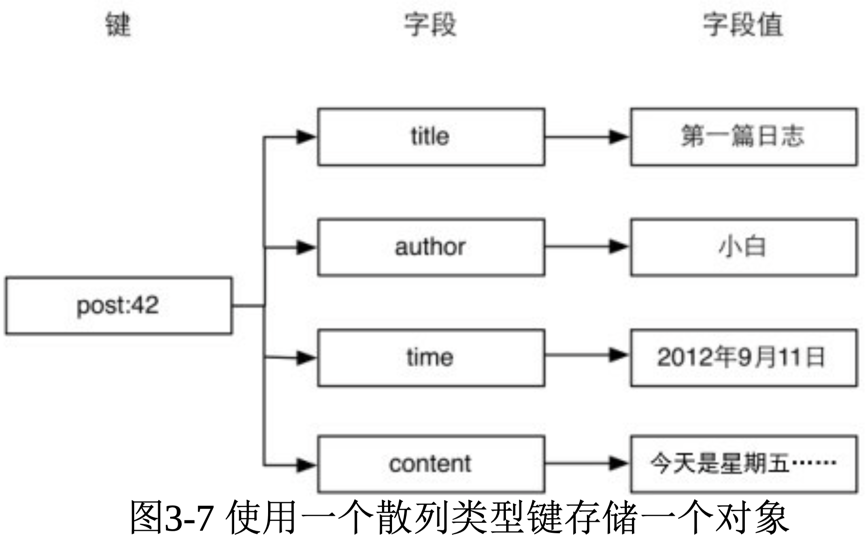 键 字段 字段值
title 第一篇日志
author 小白
post:42
time 2012年9月11日
content 今天是星期五……
图3-7 使用一个散列类型键存储一个对象